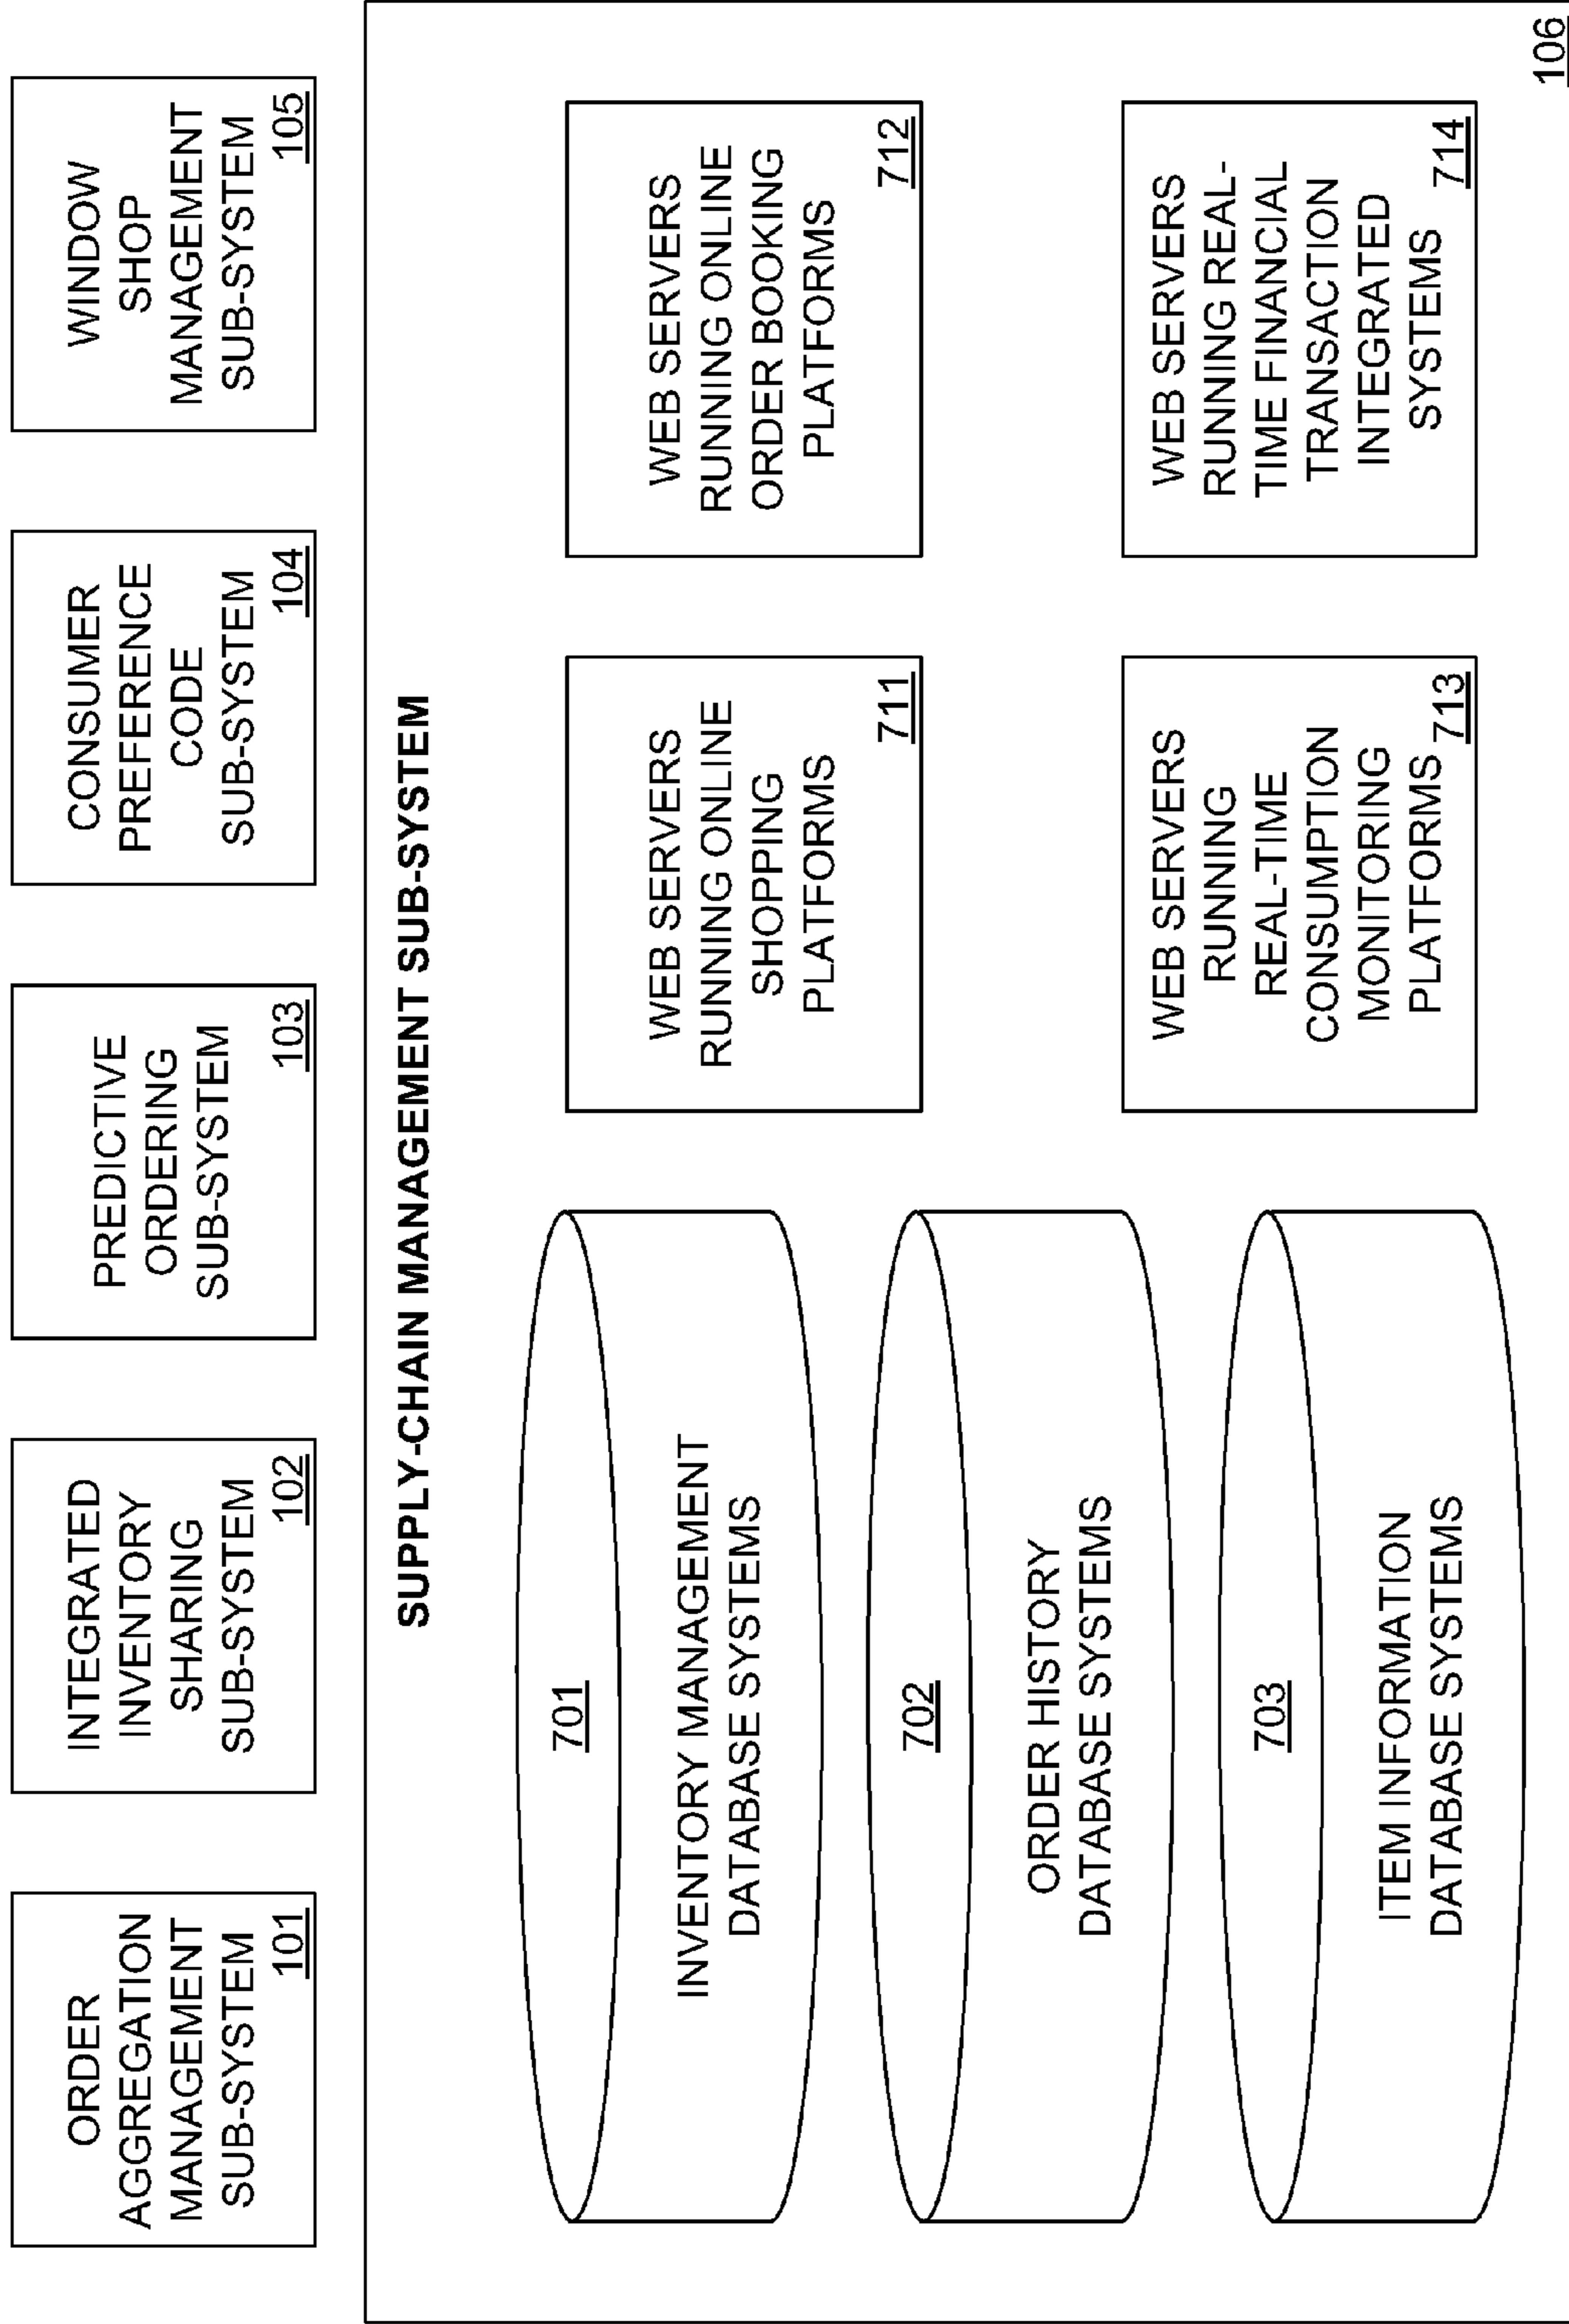 ORDER
AGGREGATION
MANAGEMENT
SUB-SYSTEM
101
INTEGRATED
INVENTORY
SHARING
SUB-SYSTEM
102
PREDICTIVE
ORDERING
SUB-SYSTEM
103
CONSUMER
PREFERENCE
CODE
SUB-SYSTEM
104
WINDOW
SHOP
MANAGEMENT
SUB-SYSTEM
105
SUPPLY-CHAIN MANAGEMENT SUB-SYSTEM
701
INVENTORY MANAGEMENT
DATABASE SYSTEMS
702
ORDER HISTORY
DATABASE SYSTEMS
703
ITEM INFORMATION
DATABASE SYSTEMS
WEB SERVERS
RUNNING ONLINE
SHOPPING
PLATFORMS
711
WEB SERVERS
RUNNING ONLINE
ORDER BOOKING
PLATFORMS
712
WEB SERVERS
RUNNING
REAL-TIME
CONSUMPTION
MONITORING
PLATFORMS
713
WEB SERVERS
RUNNING REAL-
TIME FINANCIAL
TRANSACTION
INTEGRATED
SYSTEMS
714
106